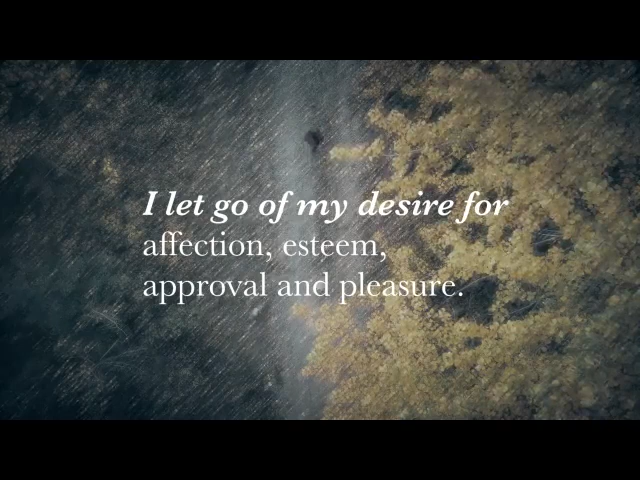 I let go of my desire for
affection, esteem,
approval and pleasure.